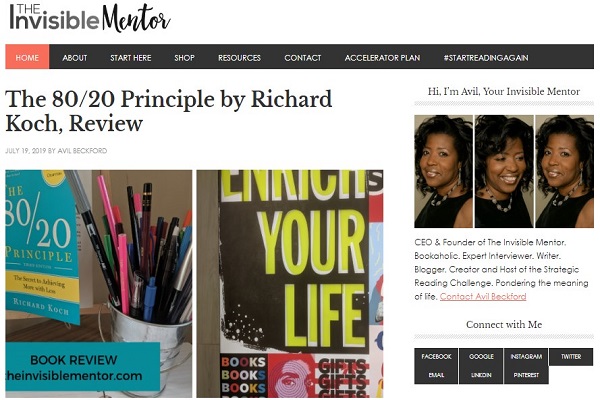 THE
Invisible Mentor
HOME ABOUT START HERE SHOP RESOURCES CONTACT ACCELERATOR PLAN #STARTREADINGAGAIN
The 80/20 Principle by Richard
Koch, Review
JULY 19, 2019 BY AVIL BECKFORD
THE
80/20
PRINCIPLE
The Secret to Achieving
More with Less
RICHARD KOCH
BOOK REVIEW
theinvisiblementor.com
ENRICH
YOUR
LIFE
BOOKS
BOOKS
BOOKS
GIFTS
GIFTS
GIFTS
Hi, I'm Avil, Your Invisible Mentor
CEO & Founder of The Invisible Mentor.
Bookaholic. Expert Interviewer. Writer.
Blogger. Creator and Host of the Strategic
Reading Challenge. Pondering the meaning
of life. Contact Avil Beckford
Connect with Me
FACEBOOK GOOGLE INSTAGRAM TWITTER
EMAIL LINKDIN PINTEREST